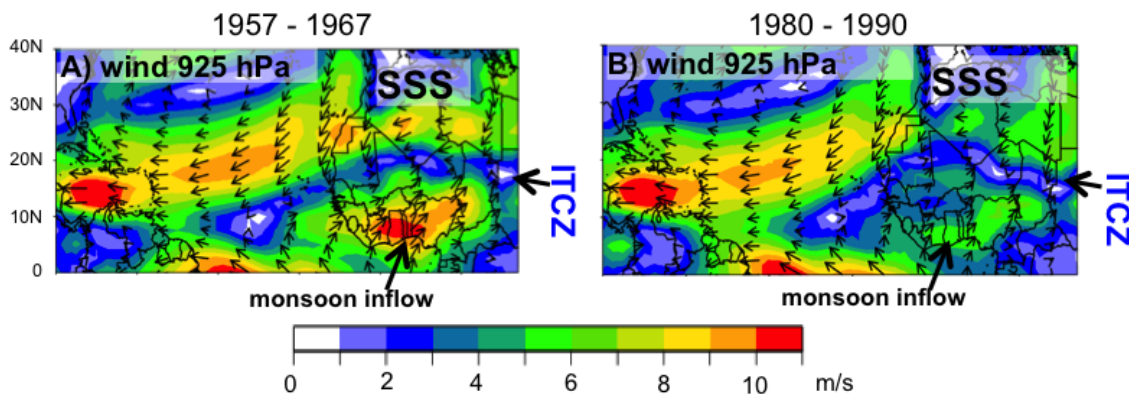 1957 - 1967
1980 - 1990
40N
30N
20N
10N
0
A) wind 925 hPa
SSS
ITCZ
monsoon inflow
B) wind 925 hPa
SSS
ITCZ
monsoon inflow
0 2 4 6 8 10 m/s